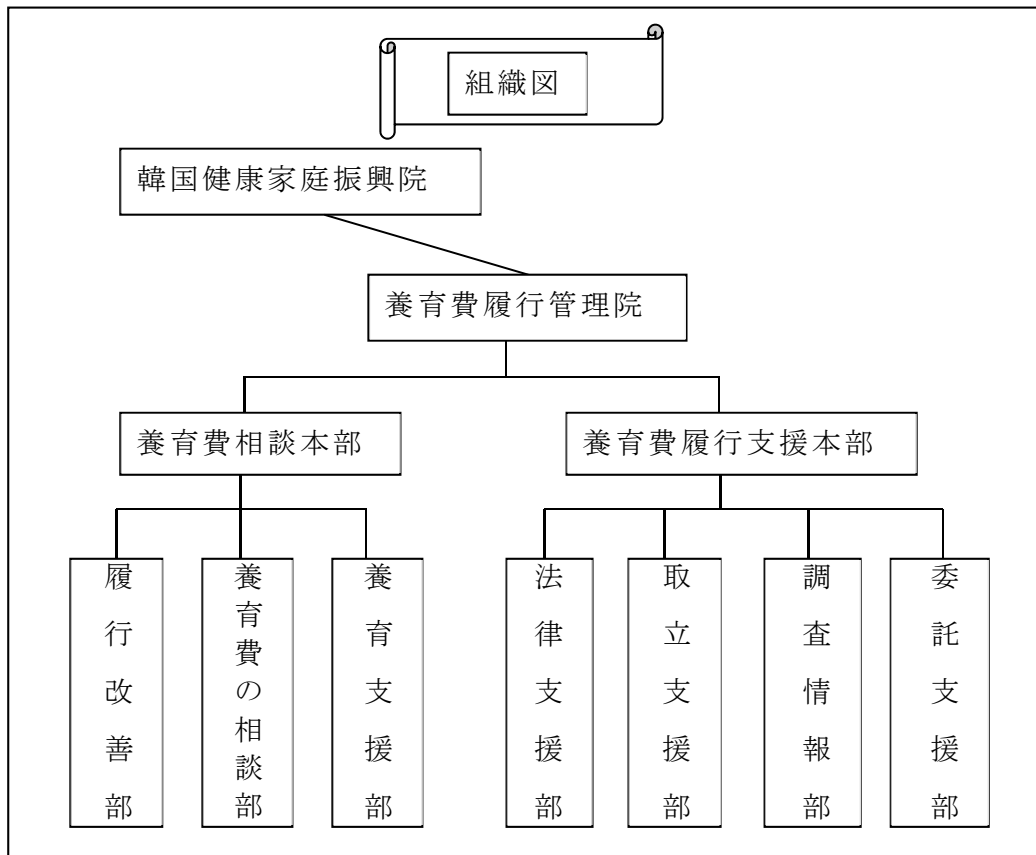 組織図
韓国健康家庭振興院
養育費履行管理院
養育費相談本部
養育費履行支援本部
履行改善部
養育費の相談部
養育支援部
法律支援部
取立支援部
調査情報部
委託支援部